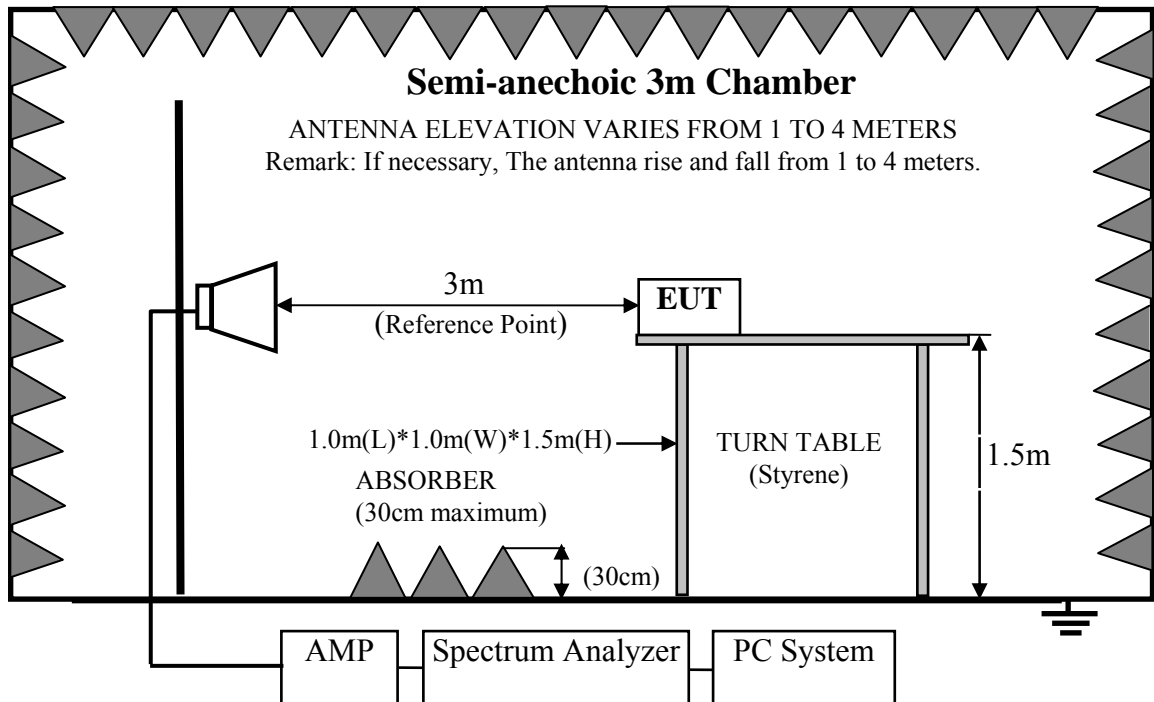 Semi-anechoic 3m Chamber
ANTENNA ELEVATION VARIES FROM 1 TO 4 METERS
Remark: If necessary, The antenna rise and fall from 1 to 4 meters.
3m
(Reference Point)
EUT
1.0m(L)*1.0m(W)*1.5m(H)
ABSORBER
(30cm maximum)
(30cm)
TURN TABLE
(Styrene)
1.5m
AMP
Spectrum Analyzer
PC System